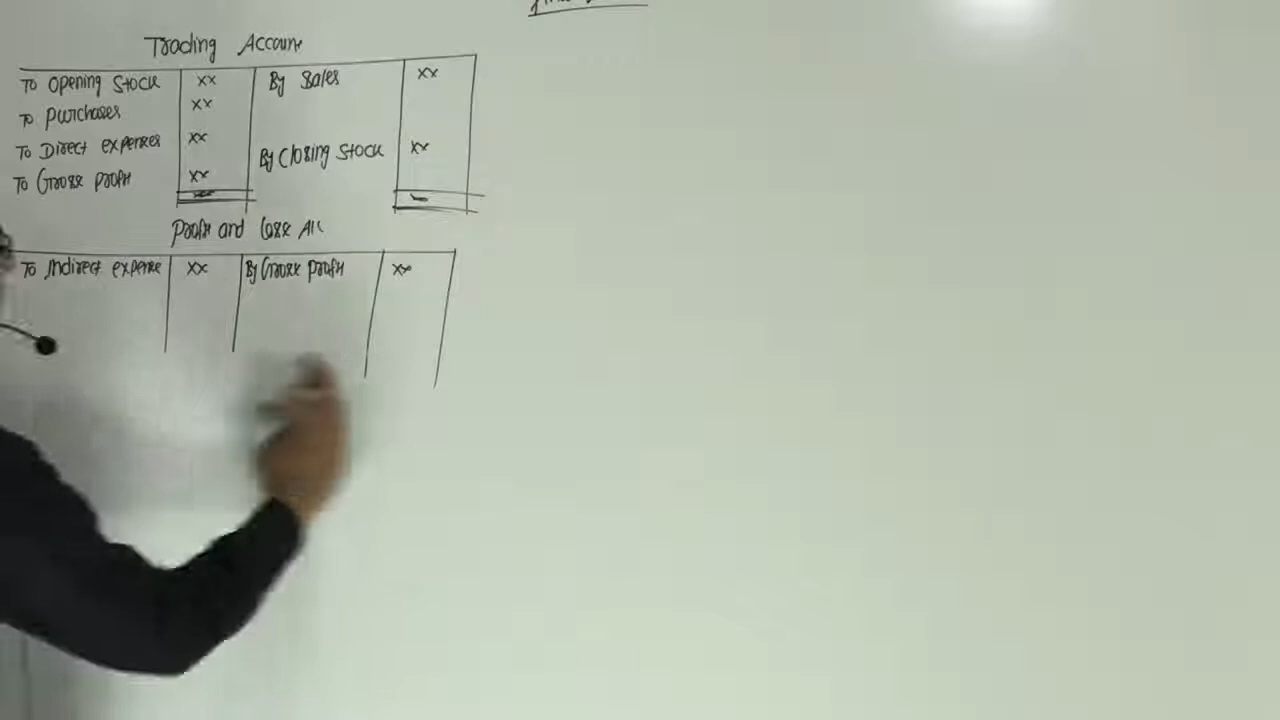 Trading Account
To Opening Stock xx By Sales xx
To Purchases xx
To Direct expenses xx By Closing Stock xx
To Gross profit xx
Profit and Loss A/c
To Indirect expense xx By Gross profit xx